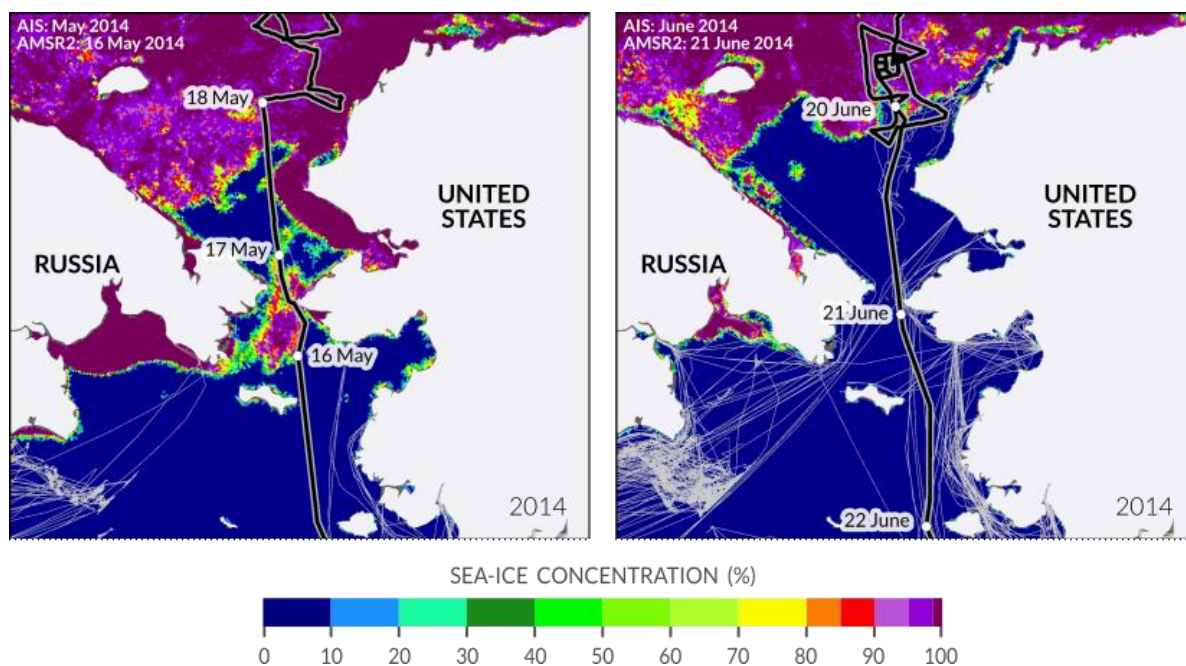 AIS: May 2014
AMSR2: 16 May 2014
18 May
UNITED
STATES
17 May
RUSSIA
16 May
2014
AIS: June 2014
AMSR2: 21 June 2014
20 June
UNITED
STATES
RUSSIA
21 June
2014
22 June
SEA-ICE CONCENTRATION (%)
0 10 20 30 40 50 60 70 80 90 100